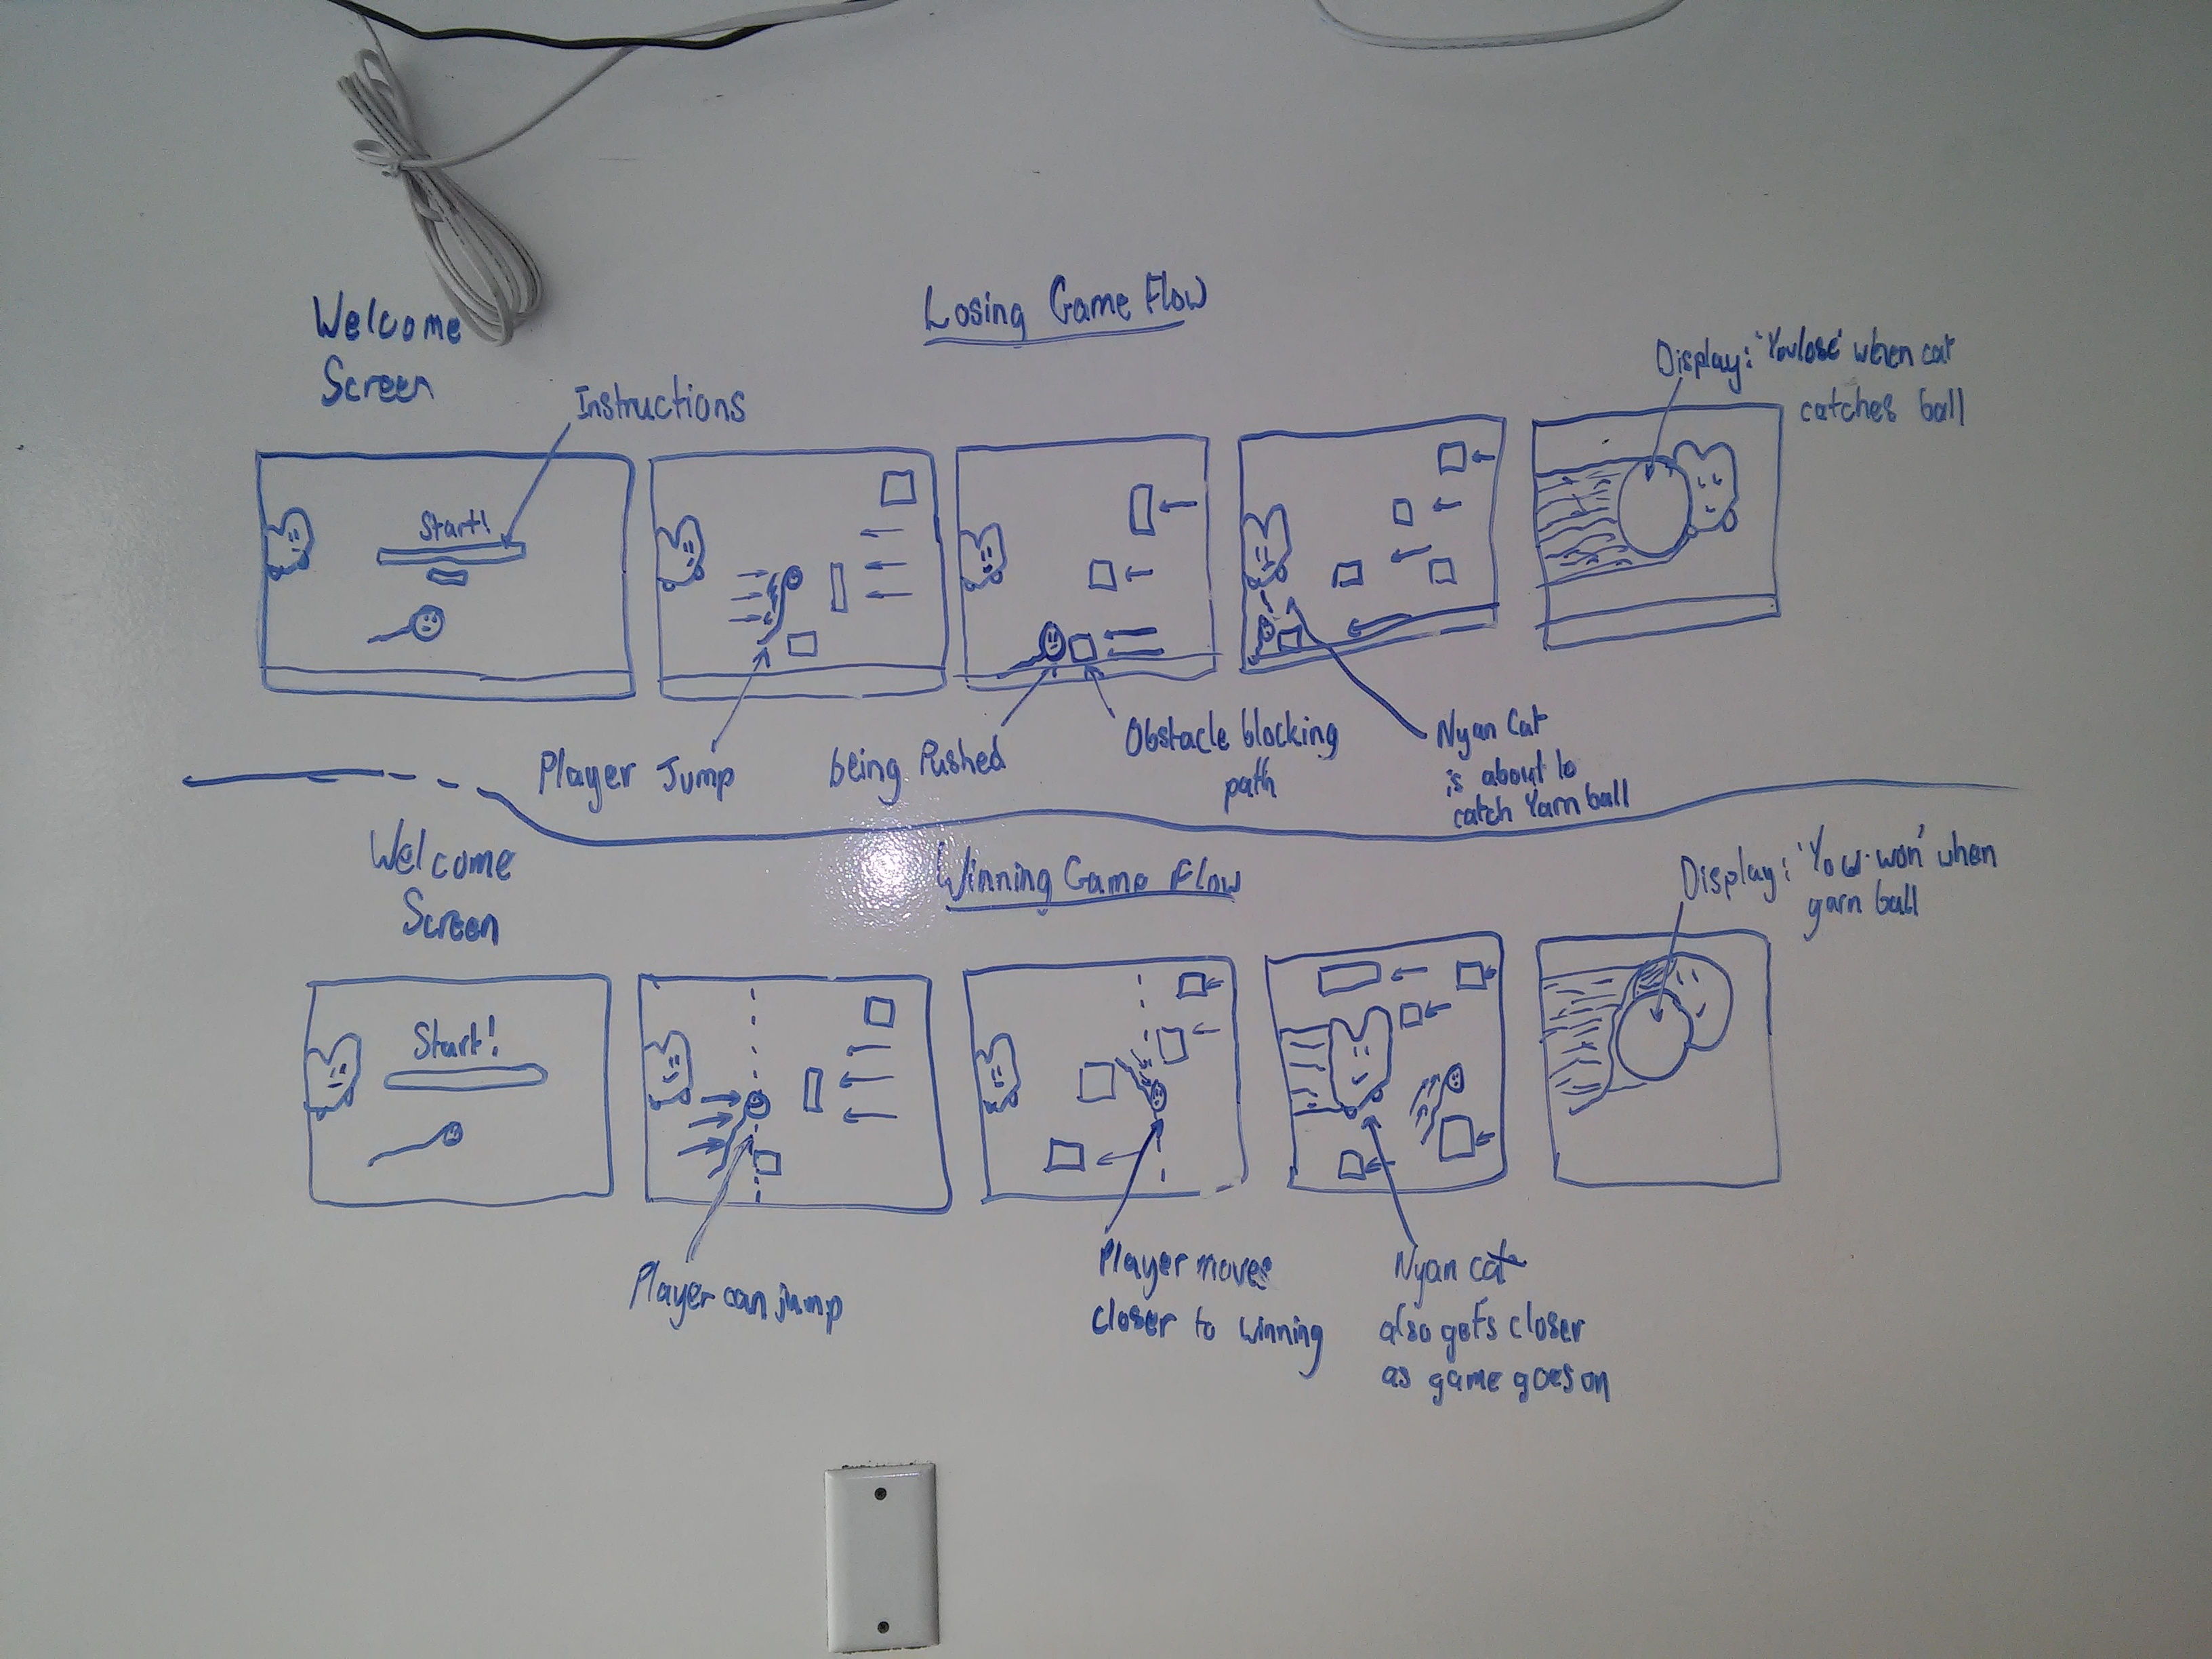 Losing Game Flow
Welcome
Screen
Instructions
Display: 'You lose' when cat
catches ball
Start!
Player Jump
being Pushed
Obstacle blocking
path
Nyan Cat
is about to
catch Yarn ball
Winning Game Flow
Welcome
Screen
Display: 'You won' when
yarn ball
Start!
Player can jump
Player moves
closer to winning
Nyan cat
also gets closer
as game goes on